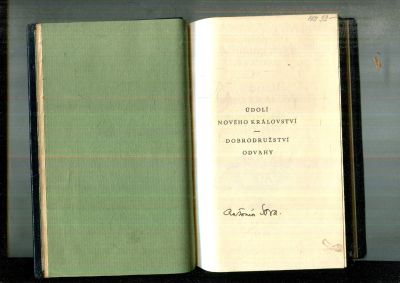 ÚDOLÍ
NOVÉHO KRÁLOVSTVÍ
—
DOBRODRUŽSTVÍ
ODVAHY
Antonín Sova.